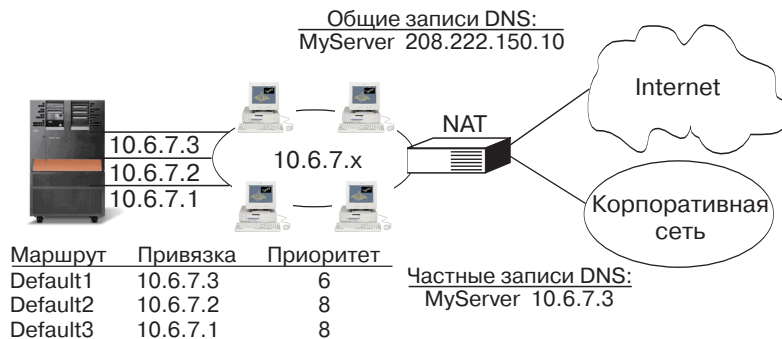 Общие записи DNS:
MyServer 208.222.150.10
Internet
NAT
10.6.7.3
10.6.7.2
10.6.7.1
10.6.7.x
Корпоративная
сеть
Маршрут Привязка Приоритет
Default1 10.6.7.3 6
Default2 10.6.7.2 8
Default3 10.6.7.1 8
Частные записи DNS:
MyServer 10.6.7.3